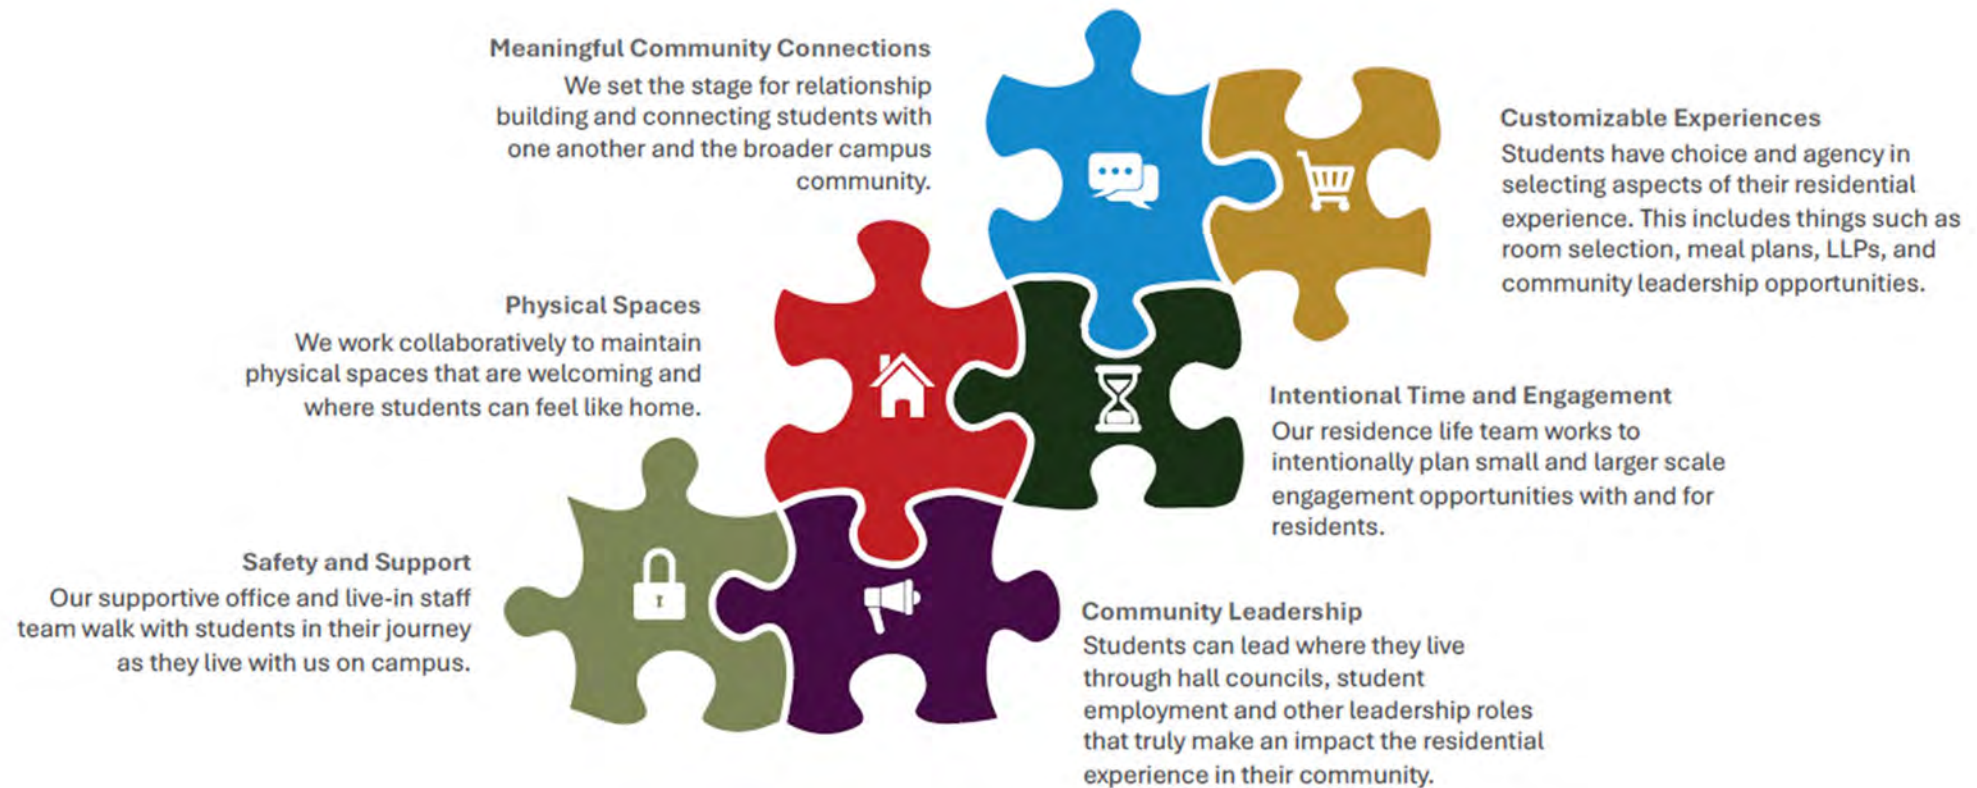 Meaningful Community Connections
We set the stage for relationship
building and connecting students with
one another and the broader campus
community.
Customizable Experiences
Students have choice and agency in
selecting aspects of their residential
experience. This includes things such as
room selection, meal plans, LLPs, and
community leadership opportunities.
Physical Spaces
We work collaboratively to maintain
physical spaces that are welcoming and
where students can feel like home.
Intentional Time and Engagement
Our residence life team works to
intentionally plan small and larger scale
engagement opportunities with and for
residents.
Safety and Support
Our supportive office and live-in staff
team walk with students in their journey
as they live with us on campus.
Community Leadership
Students can lead where they live
through hall councils, student
employment and other leadership roles
that truly make an impact the residential
experience in their community.